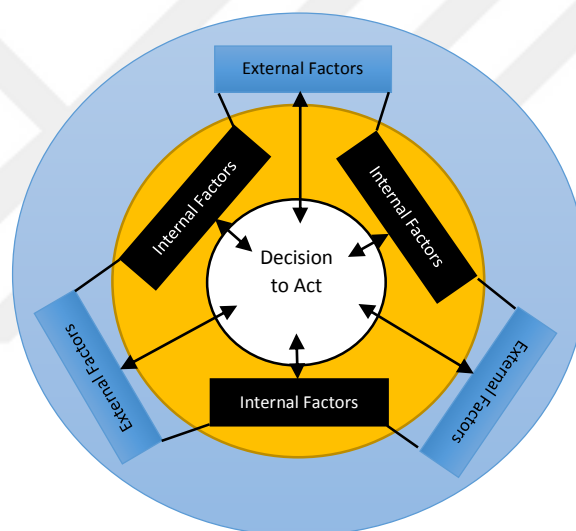 External Factors
Internal Factors
Internal Factors
Decision
to Act
External Factors
External Factors
Internal Factors